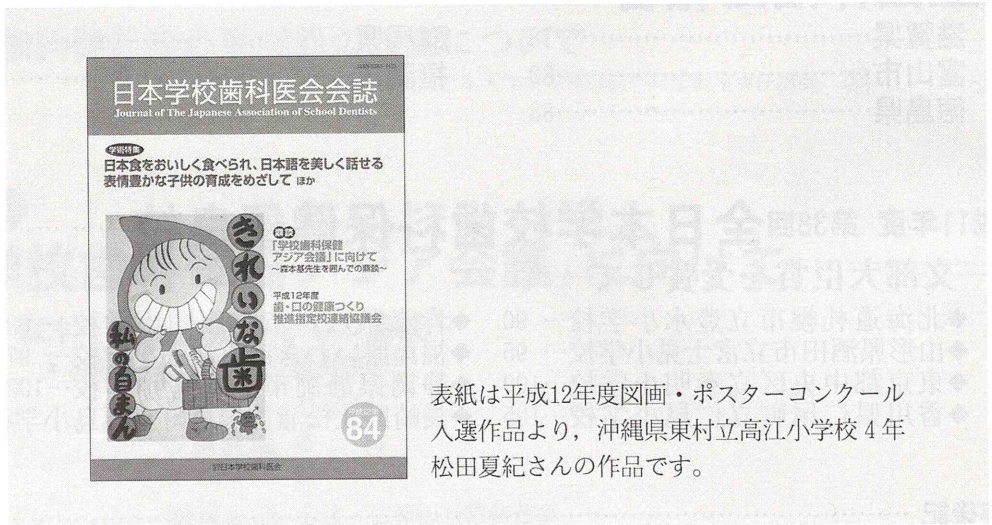 日本学校歯科医会会誌
Journal of The Japanese Association of School Dentists
学術特集
日本食をおいしく食べられ、日本語を美しく話せる
表情豊かな子供の育成をめざして ほか
きれいな歯
私の自まん
座談
「学校歯科保健
アジア会議」に向けて
～森本基先生を囲んでの座談～
平成12年度
歯・口の健康つくり
推進指定校連絡協議会
平成12年
84
日本学校歯科医会
表紙は平成12年度図画・ポスターコンクール
入選作品より，沖縄県東村立高江小学校４年
松田夏紀さんの作品です。